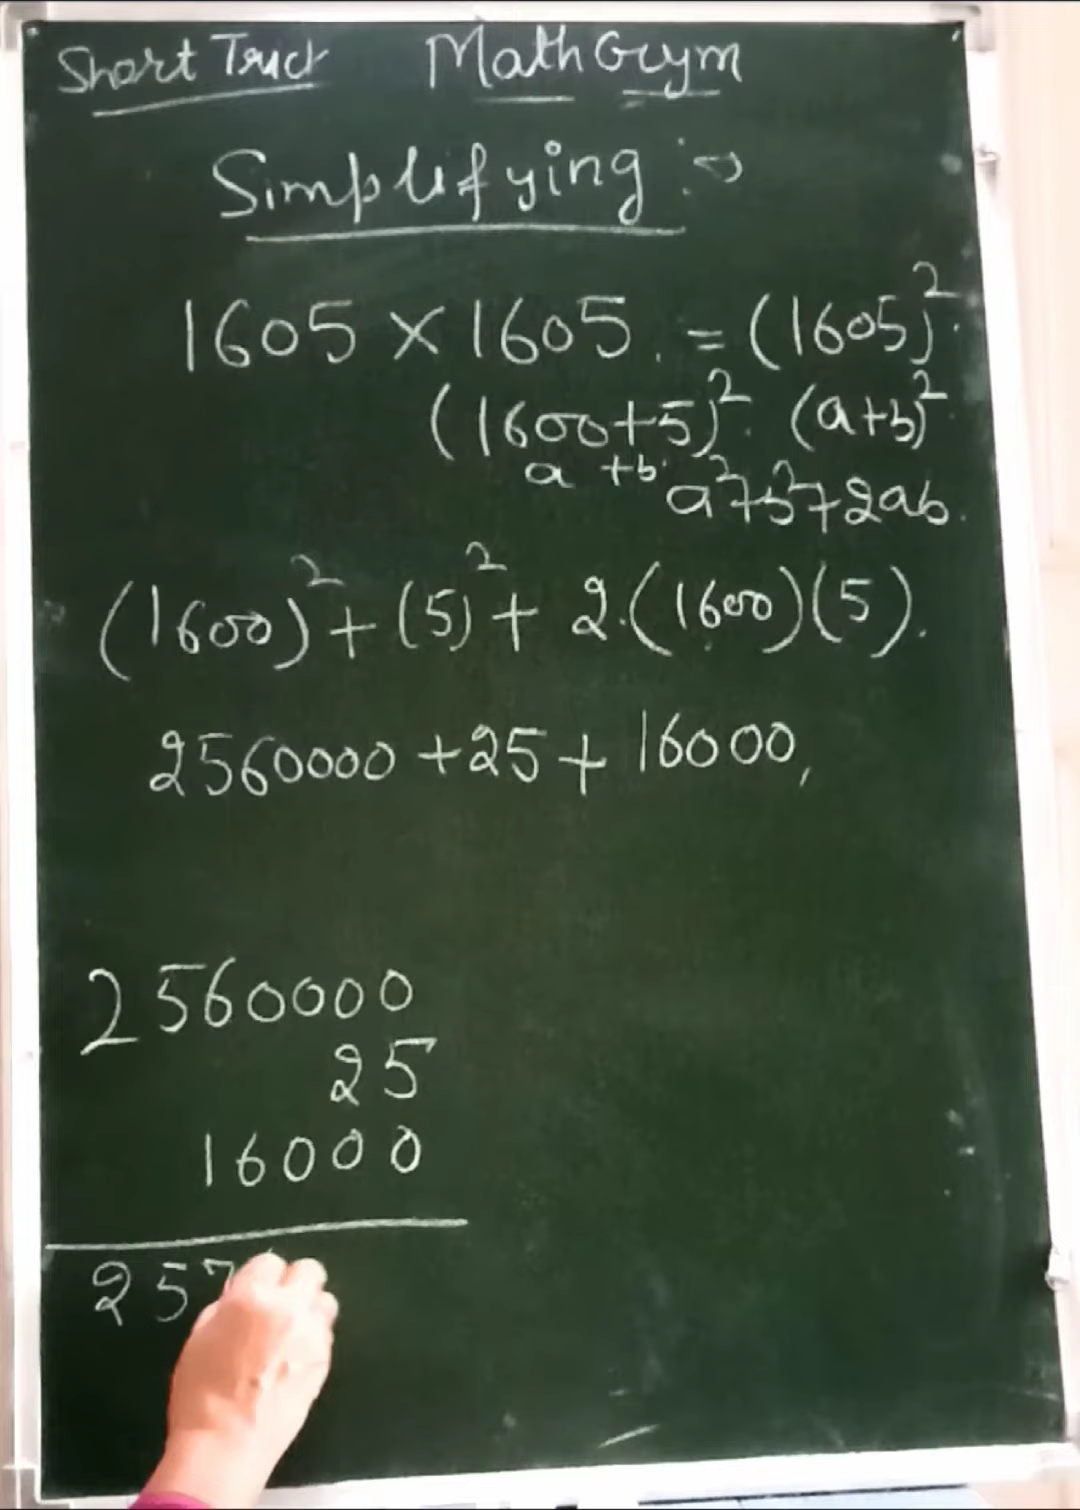 Short Truct MathGym
Simplifying :->
1605 × 1605. = (1605)².
(1600+5)². (a+b)².
a +b. a²+b²+2ab.
(1600)² + (5)² + 2.(1600)(5).
2560000 + 25 + 16000,
2560000
25
16000
257